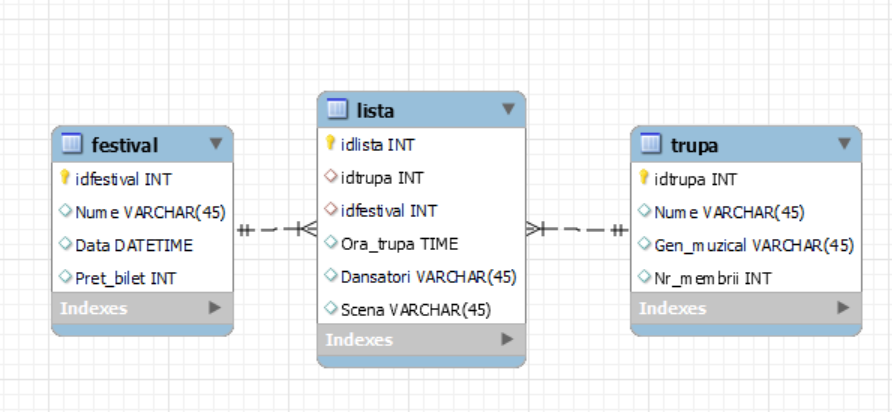 festival
idfestival INT
Nume VARCHAR(45)
Data DATETIME
Pret_bilet INT
Indexes
lista
idlista INT
idtrupa INT
idfestival INT
Ora_trupa TIME
Dansatori VARCHAR(45)
Scena VARCHAR(45)
Indexes
trupa
idtrupa INT
Nume VARCHAR(45)
Gen_muzical VARCHAR(45)
Nr_membrii INT
Indexes